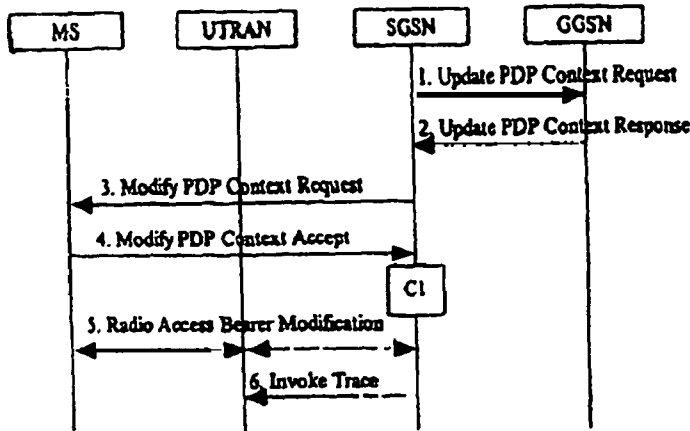 MS UTRAN SGSN GGSN
1. Update PDP Context Request
2. Update PDP Context Response
3. Modify PDP Context Request
4. Modify PDP Context Accept
C1
5. Radio Access Bearer Modification
6. Invoke Trace